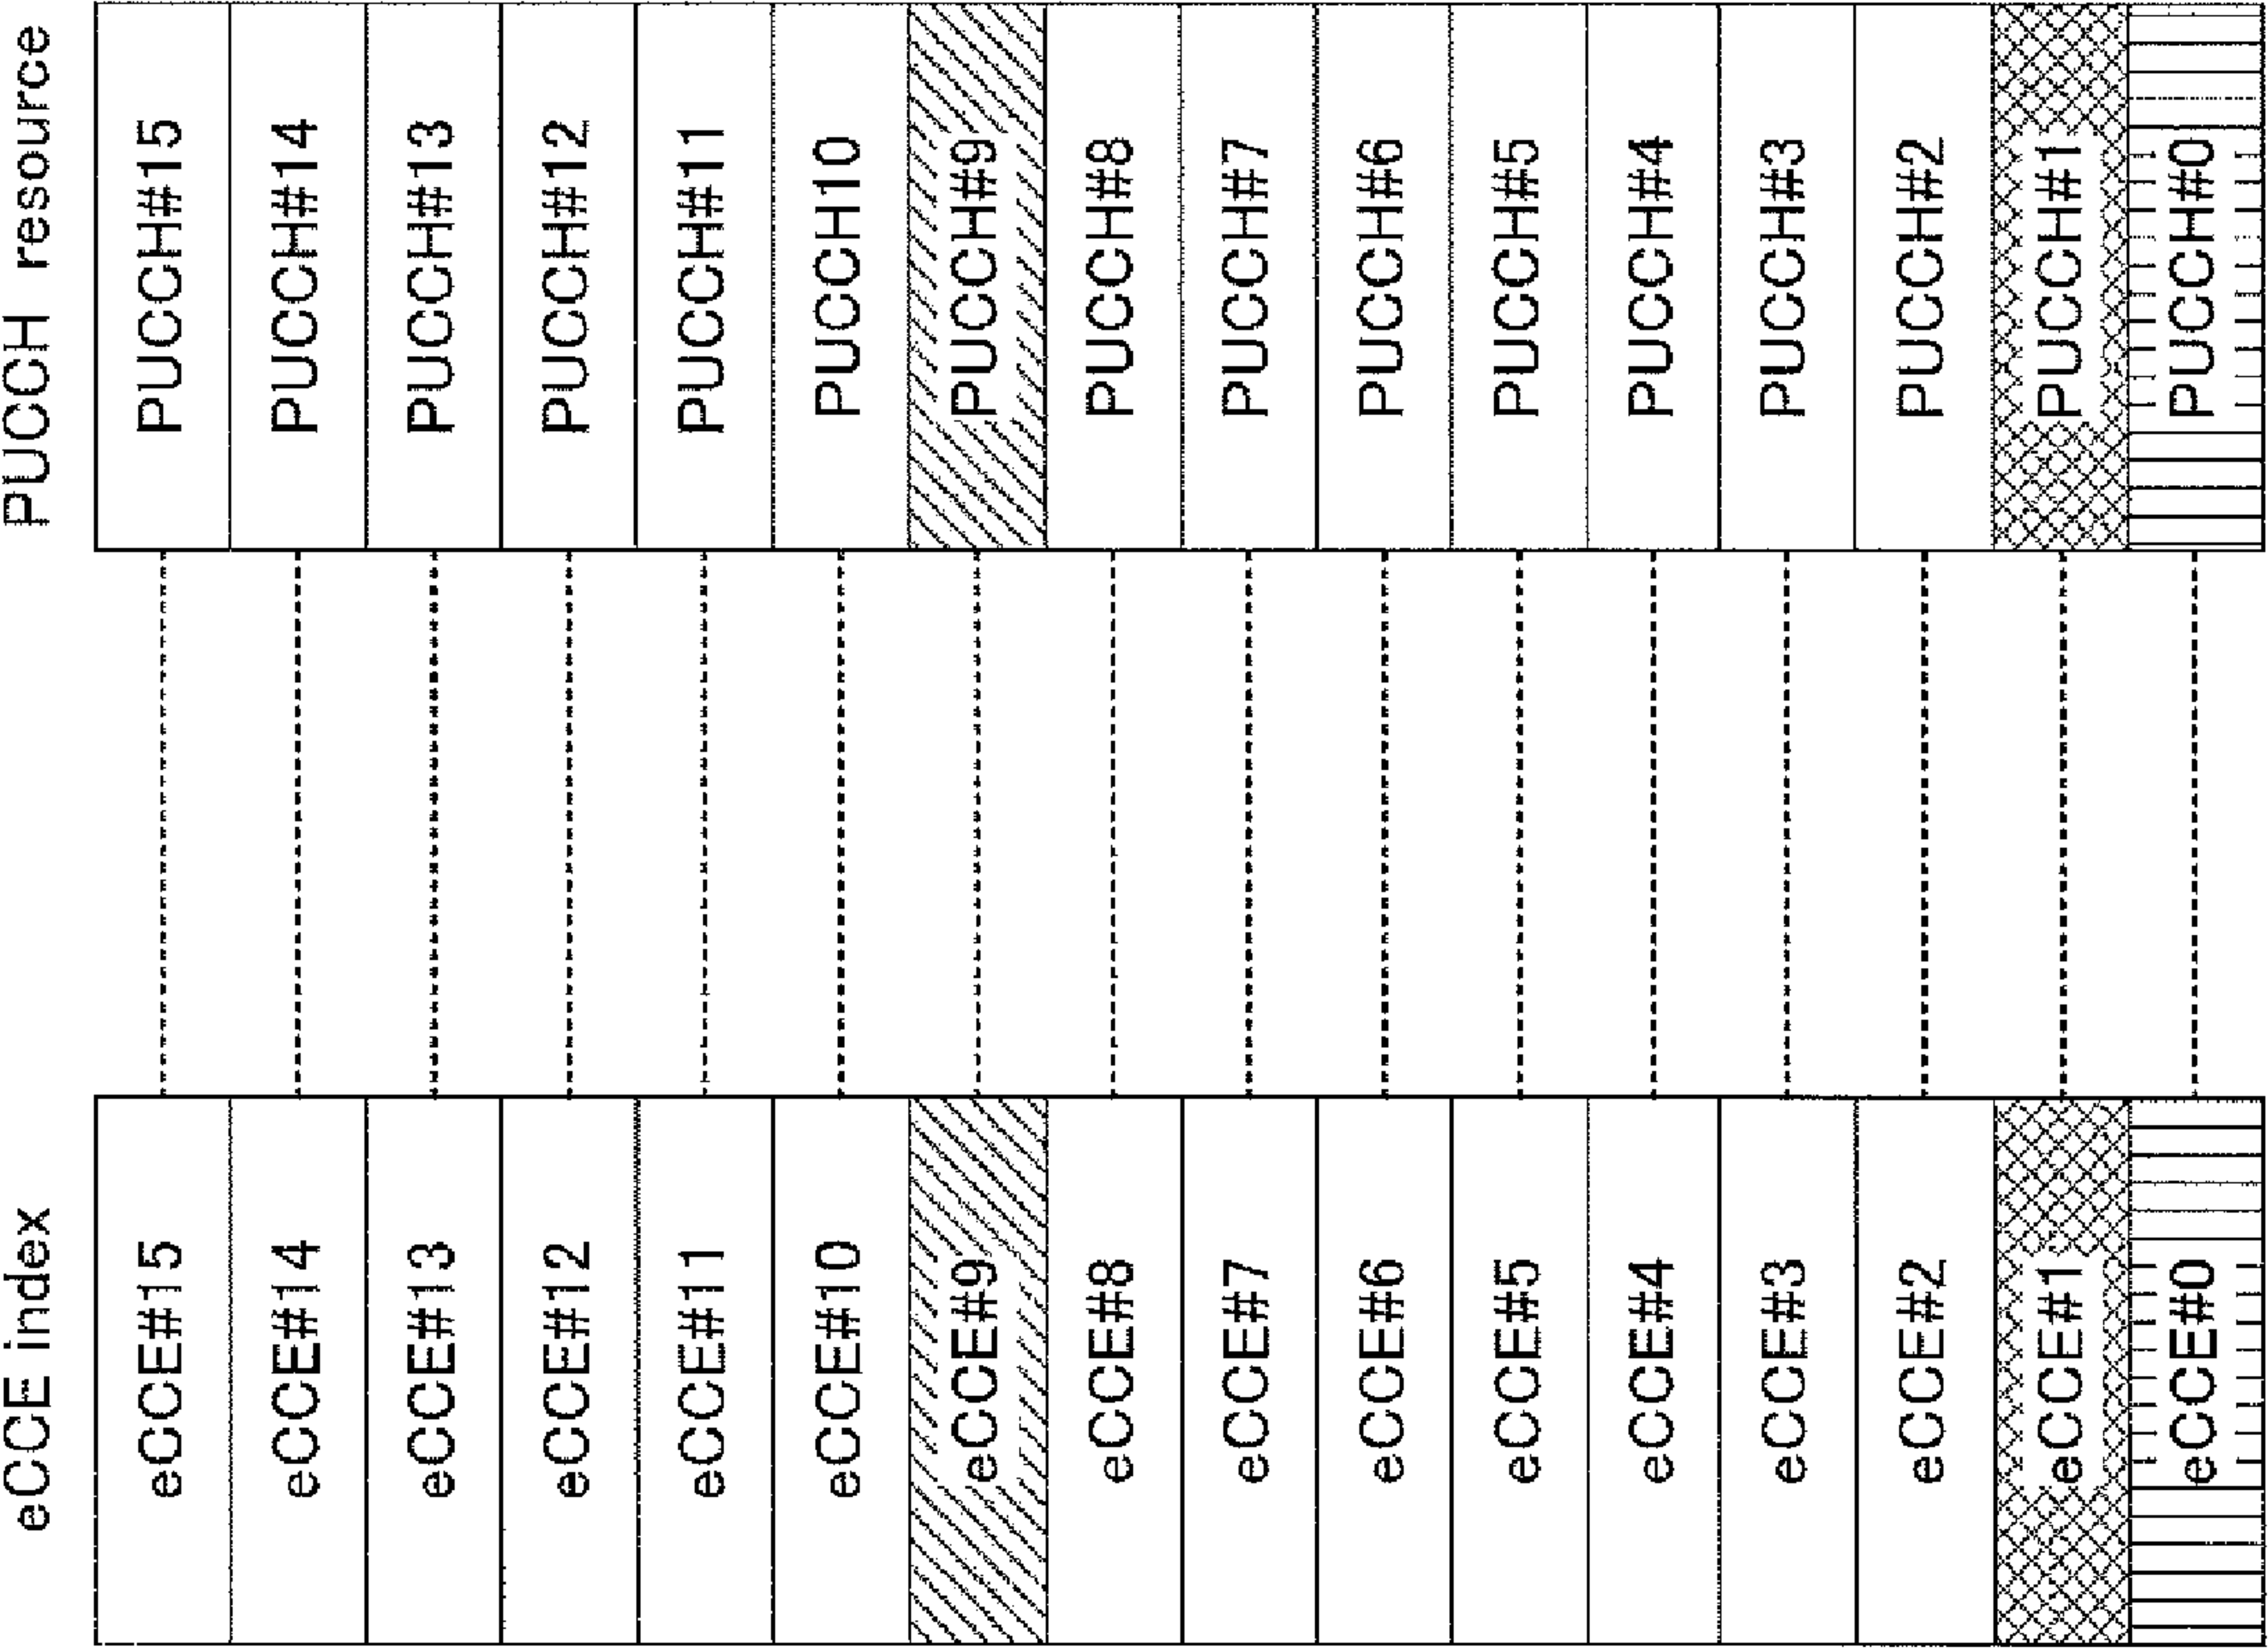 eCCE index
eCCE#15
eCCE#14
eCCE#13
eCCE#12
eCCE#11
eCCE#10
eCCE#9
eCCE#8
eCCE#7
eCCE#6
eCCE#5
eCCE#4
eCCE#3
eCCE#2
eCCE#1
eCCE#0
PUCCH resource
PUCCH#15
PUCCH#14
PUCCH#13
PUCCH#12
PUCCH#11
PUCCH10
PUCCH#9
PUCCH#8
PUCCH#7
PUCCH#6
PUCCH#5
PUCCH#4
PUCCH#3
PUCCH#2
PUCCH#1
PUCCH#0